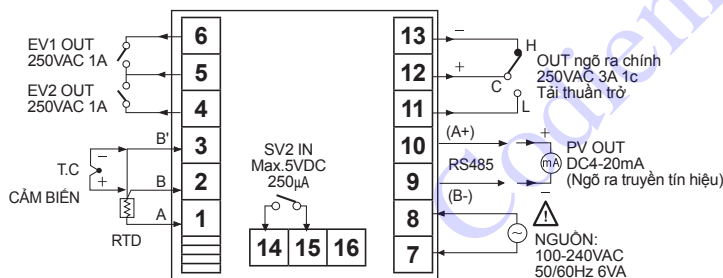 EV1 OUT
250VAC 1A
EV2 OUT
250VAC 1A
6
5
4
3
2
1
B'
B
A
T.C
−
+
CẢM BIẾN
RTD
SV2 IN
Max.5VDC
250μA
14 15 16
13
12
11
10
9
8
7
−
+
H
C
L
OUT ngõ ra chính
250VAC 3A 1c
Tải thuần trở
(A+)
RS485
(B-)
+
mA
−
PV OUT
DC4-20mA
(Ngõ ra truyền tín hiệu)
NGUỒN:
100-240VAC
50/60Hz 6VA
Codien